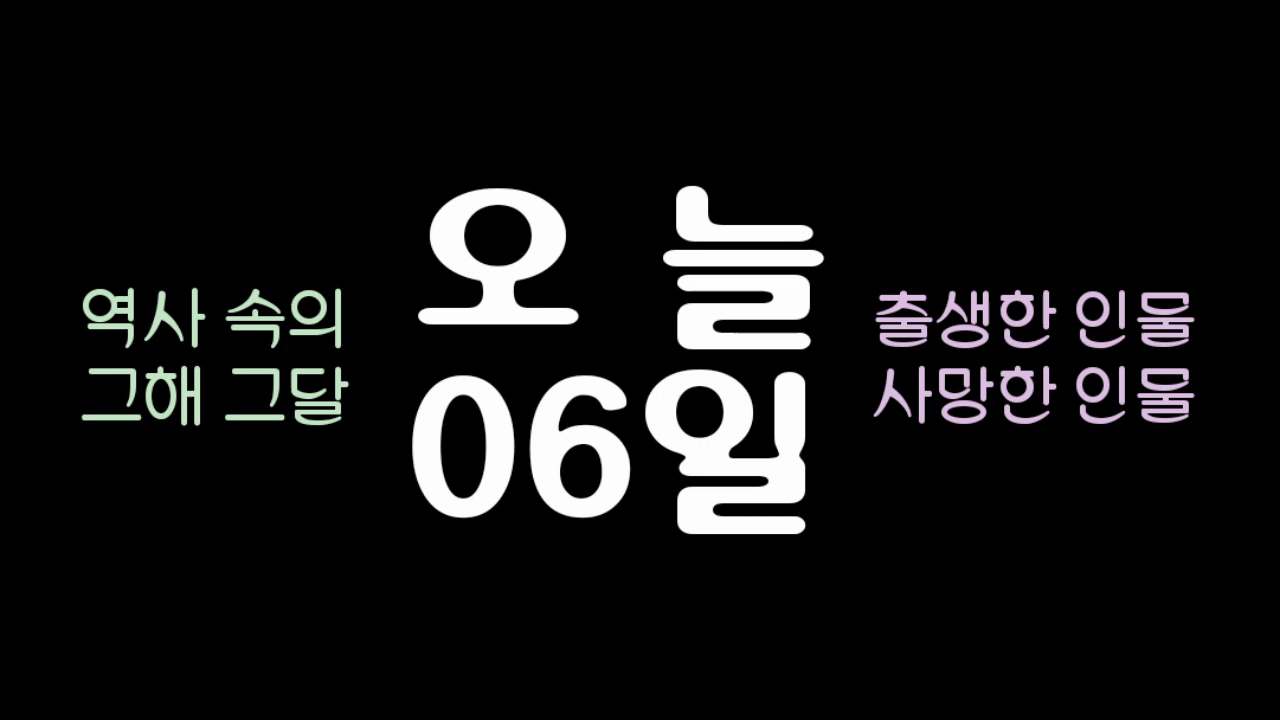 역사 속의
그해 그달
오 늘
06일
출생한 인물
사망한 인물